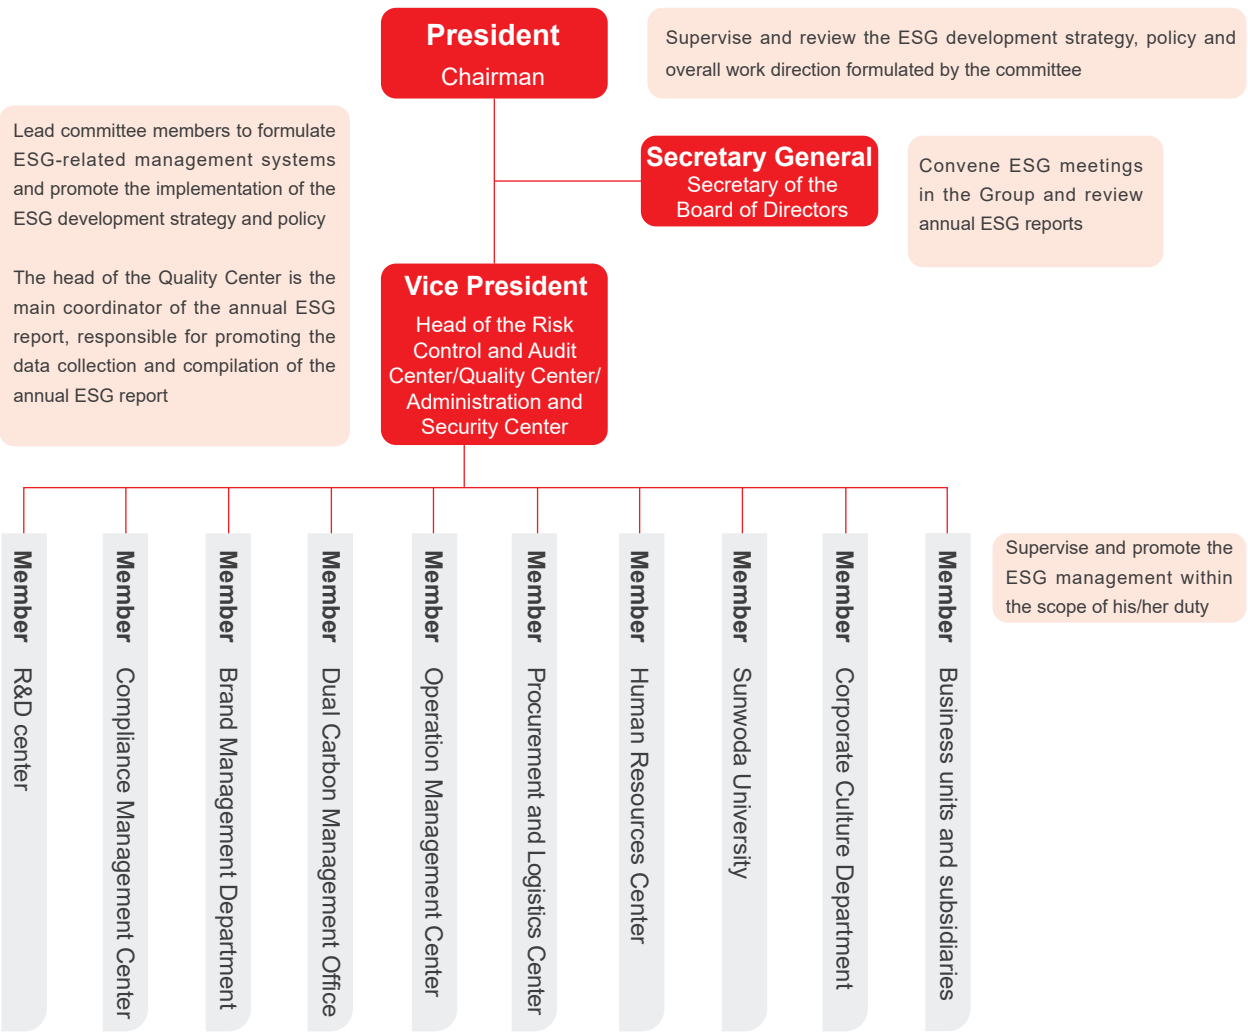 President
Chairman
Supervise and review the ESG development strategy, policy and
overall work direction formulated by the committee
Lead committee members to formulate
ESG-related management systems
and promote the implementation of the
ESG development strategy and policy
The head of the Quality Center is the
main coordinator of the annual ESG
report, responsible for promoting the
data collection and compilation of the
annual ESG report
Secretary General
Secretary of the
Board of Directors
Convene ESG meetings
in the Group and review
annual ESG reports
Vice President
Head of the Risk
Control and Audit
Center/Quality Center/
Administration and
Security Center
Member R&D center
Member Compliance Management Center
Member Brand Management Department
Member Dual Carbon Management Office
Member Operation Management Center
Member Procurement and Logistics Center
Member Human Resources Center
Member Sunwoda University
Member Corporate Culture Department
Member Business units and subsidiaries
Supervise and promote the
ESG management within
the scope of his/her duty